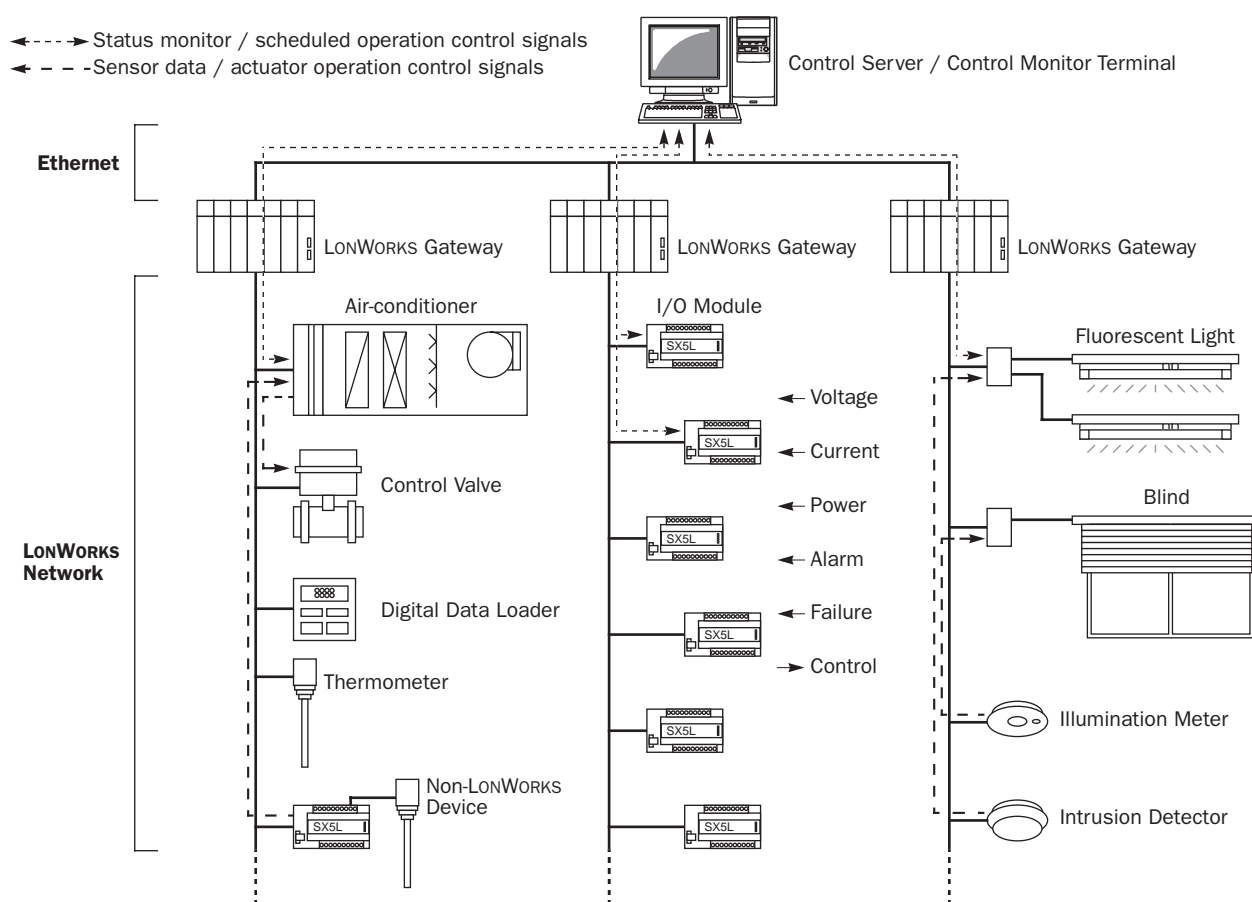 Status monitor / scheduled operation control signals
Sensor data / actuator operation control signals
Control Server / Control Monitor Terminal
Ethernet
LONWORKS Gateway
LONWORKS Gateway
LONWORKS Gateway
LONWORKS
Network
Air-conditioner
Control Valve
8888
Digital Data Loader
Thermometer
Non-LONWORKS
Device
SX5L
I/O Module
SX5L
SX5L
SX5L
SX5L
SX5L
SX5L
Voltage
Current
Power
Alarm
Failure
Control
Fluorescent Light
Blind
Illumination Meter
Intrusion Detector